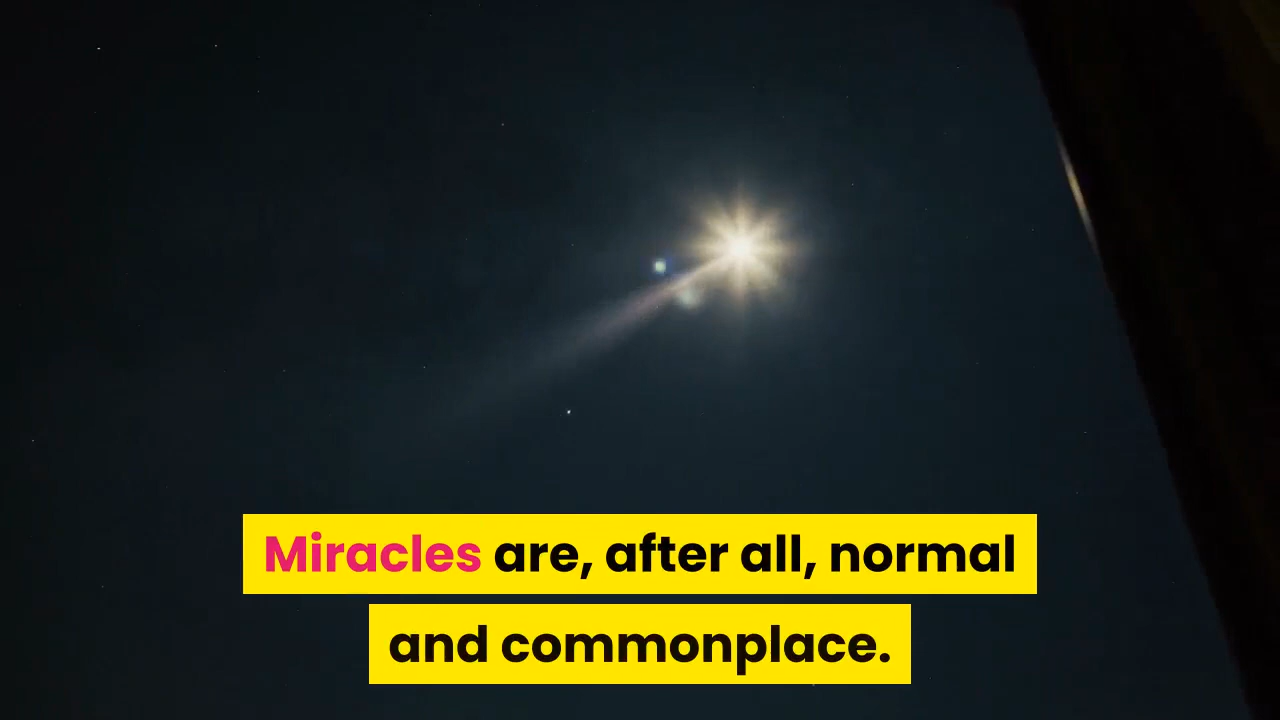 Miracles are, after all, normal
and commonplace.